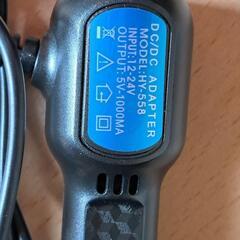 DC/DC ADAPTER
MODEL:HY-558
INPUT:12-24V
OUTPUT:5V-1000MA